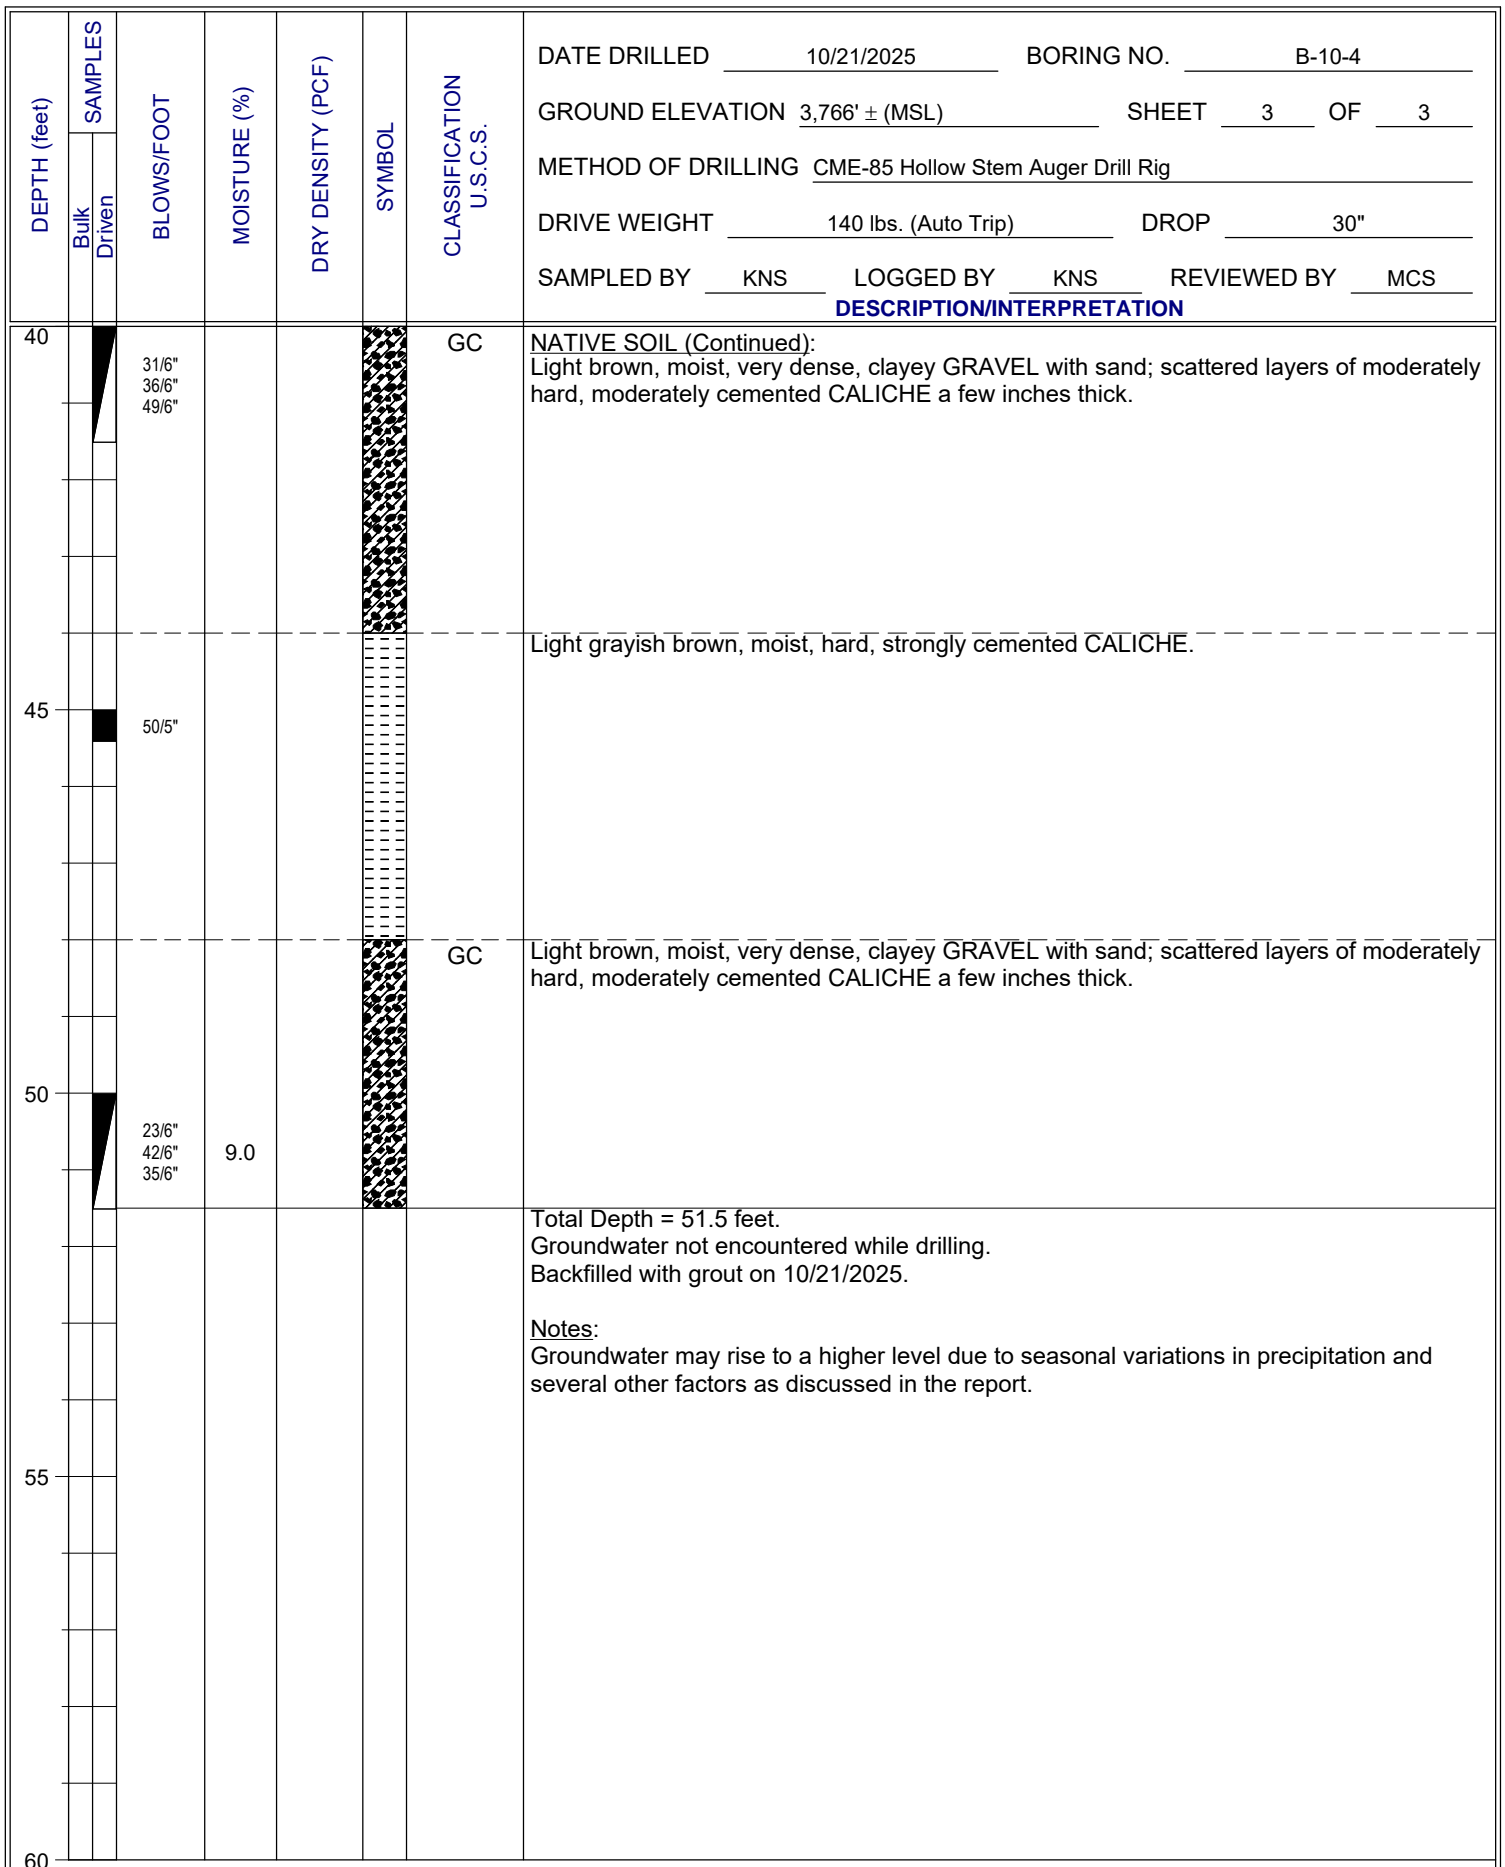 DEPTH (feet)
SAMPLES
Bulk
Driven
BLOWS/FOOT
MOISTURE (%)
DRY DENSITY (PCF)
SYMBOL
CLASSIFICATION
U.S.C.S.
DATE DRILLED 10/21/2025 BORING NO. B-10-4
GROUND ELEVATION 3,766' ± (MSL) SHEET 3 OF 3
METHOD OF DRILLING CME-85 Hollow Stem Auger Drill Rig
DRIVE WEIGHT 140 lbs. (Auto Trip) DROP 30"
SAMPLED BY KNS LOGGED BY KNS REVIEWED BY MCS
DESCRIPTION/INTERPRETATION
40
31/6"
36/6"
49/6"
GC
NATIVE SOIL (Continued):
Light brown, moist, very dense, clayey GRAVEL with sand; scattered layers of moderately
hard, moderately cemented CALICHE a few inches thick.
Light grayish brown, moist, hard, strongly cemented CALICHE.
45
50/5"
GC
Light brown, moist, very dense, clayey GRAVEL with sand; scattered layers of moderately
hard, moderately cemented CALICHE a few inches thick.
50
23/6"
42/6"
35/6"
9.0
Total Depth = 51.5 feet.
Groundwater not encountered while drilling.
Backfilled with grout on 10/21/2025.
Notes:
Groundwater may rise to a higher level due to seasonal variations in precipitation and
several other factors as discussed in the report.
55
60